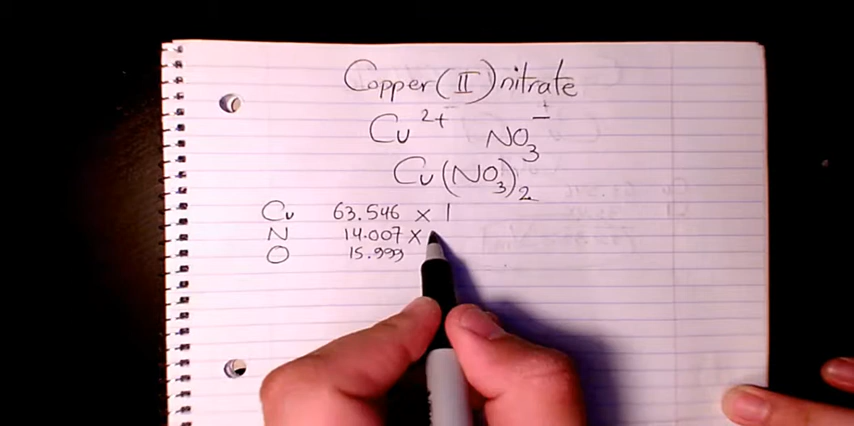 Copper(II)nitrate
Cu²⁺ NO₃⁻
Cu(NO₃)₂
Cu 63.546 × 1
N 14.007 ×
O 15.999